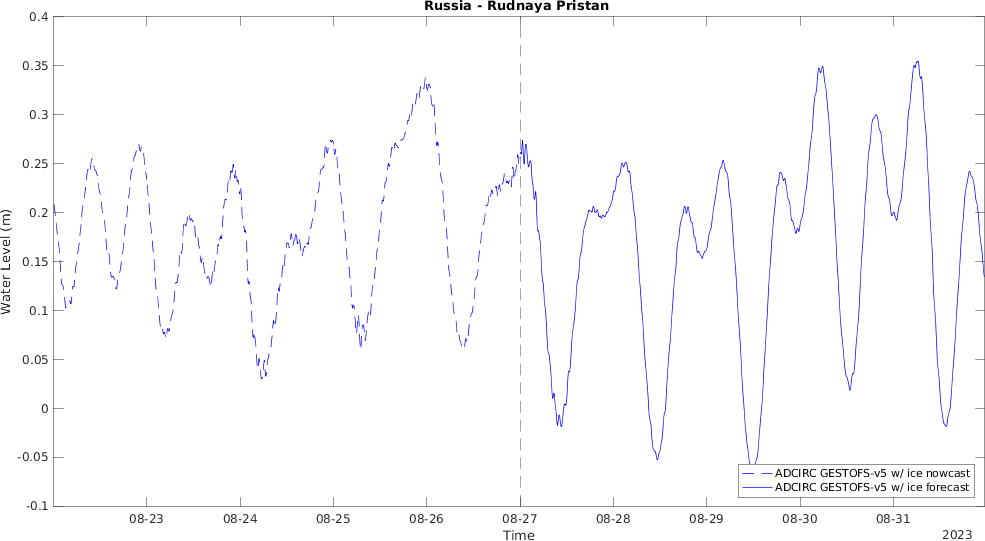 Russia - Rudnaya Pristan
0.4
0.35
0.3
0.25
0.2
0.15
0.1
0.05
0
-0.05
-0.1
Water Level (m)
ADCIRC GESTOFS-v5 w/ ice nowcast
ADCIRC GESTOFS-v5 w/ ice forecast
08-23 08-24 08-25 08-26 08-27 08-28 08-29 08-30 08-31
Time
2023